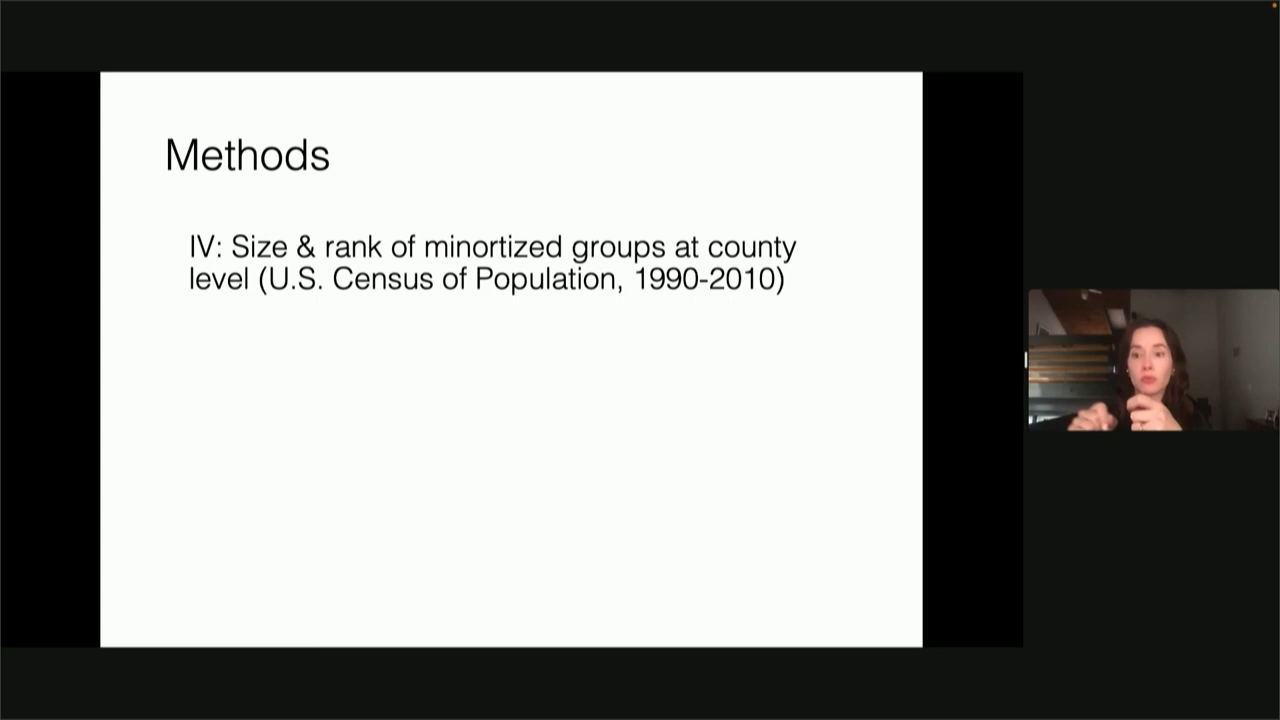 Methods
IV: Size & rank of minortized groups at county
level (U.S. Census of Population, 1990-2010)